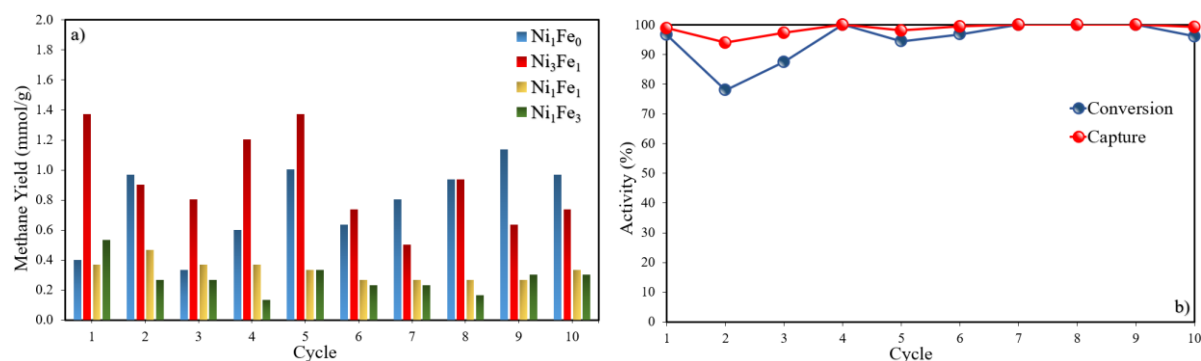 a)
Ni₁Fe₀
Ni₃Fe₁
Ni₁Fe₁
Ni₁Fe₃
Methane Yield (mmol/g)
2.0
1.8
1.6
1.4
1.2
1.0
0.8
0.6
0.4
0.2
0.0
1 2 3 4 5 6 7 8 9 10
Cycle
b)
Conversion
Capture
Activity (%)
100
90
80
70
60
50
40
30
20
10
0
1 2 3 4 5 6 7 8 9 10
Cycle